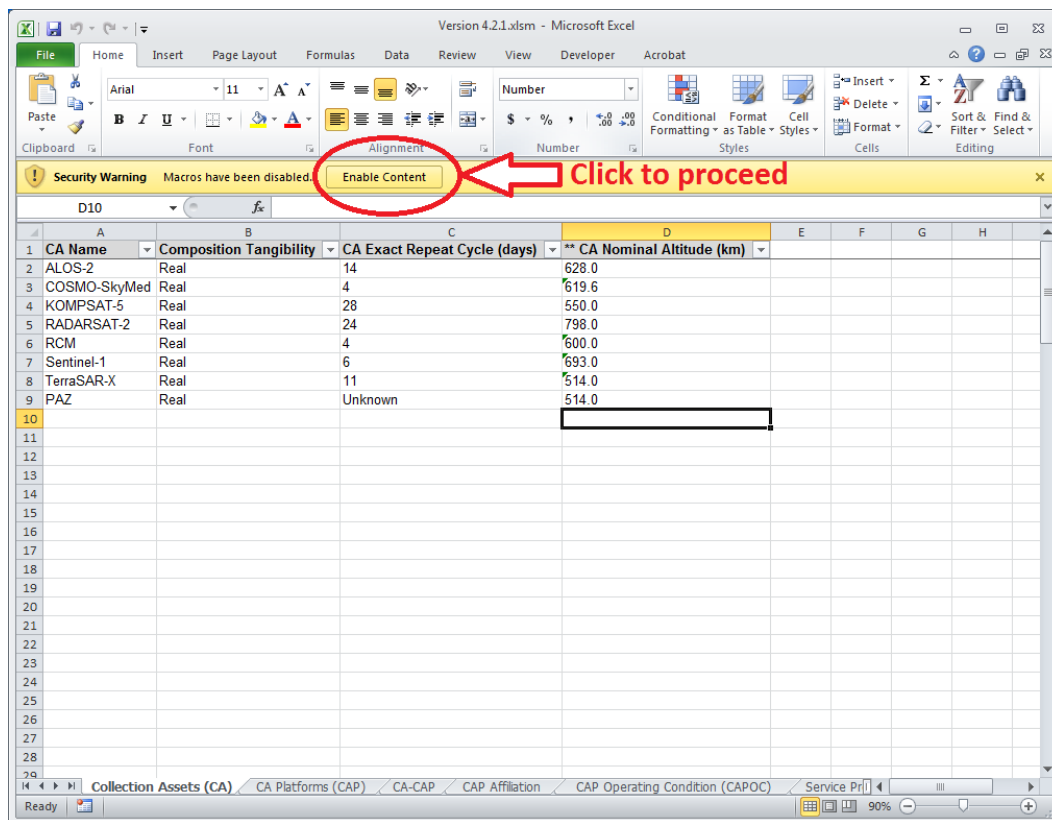 Version 4.2.1.xlsm - Microsoft Excel
File Home Insert Page Layout Formulas Data Review View Developer Acrobat
Paste
Clipboard
Arial 11
B I U
Font
Alignment
Number
$ % ,
Number
Conditional Formatting
Format as Table
Cell Styles
Styles
Insert
Delete
Format
Cells
Σ
Sort & Filter
Find & Select
Editing
Security Warning Macros have been disabled. Enable Content
Click to proceed
D10 fx
A B C D E F G H
1 CA Name Composition Tangibility CA Exact Repeat Cycle (days) ** CA Nominal Altitude (km)
2 ALOS-2 Real 14 628.0
3 COSMO-SkyMed Real 4 619.6
4 KOMPSAT-5 Real 28 550.0
5 RADARSAT-2 Real 24 798.0
6 RCM Real 4 600.0
7 Sentinel-1 Real 6 693.0
8 TerraSAR-X Real 11 514.0
9 PAZ Real Unknown 514.0
10
11
12
13
14
15
16
17
18
19
20
21
22
23
24
25
26
27
28
29
Collection Assets (CA) CA Platforms (CAP) CA-CAP CAP Affiliation CAP Operating Condition (CAPOC) Service
Ready 90%